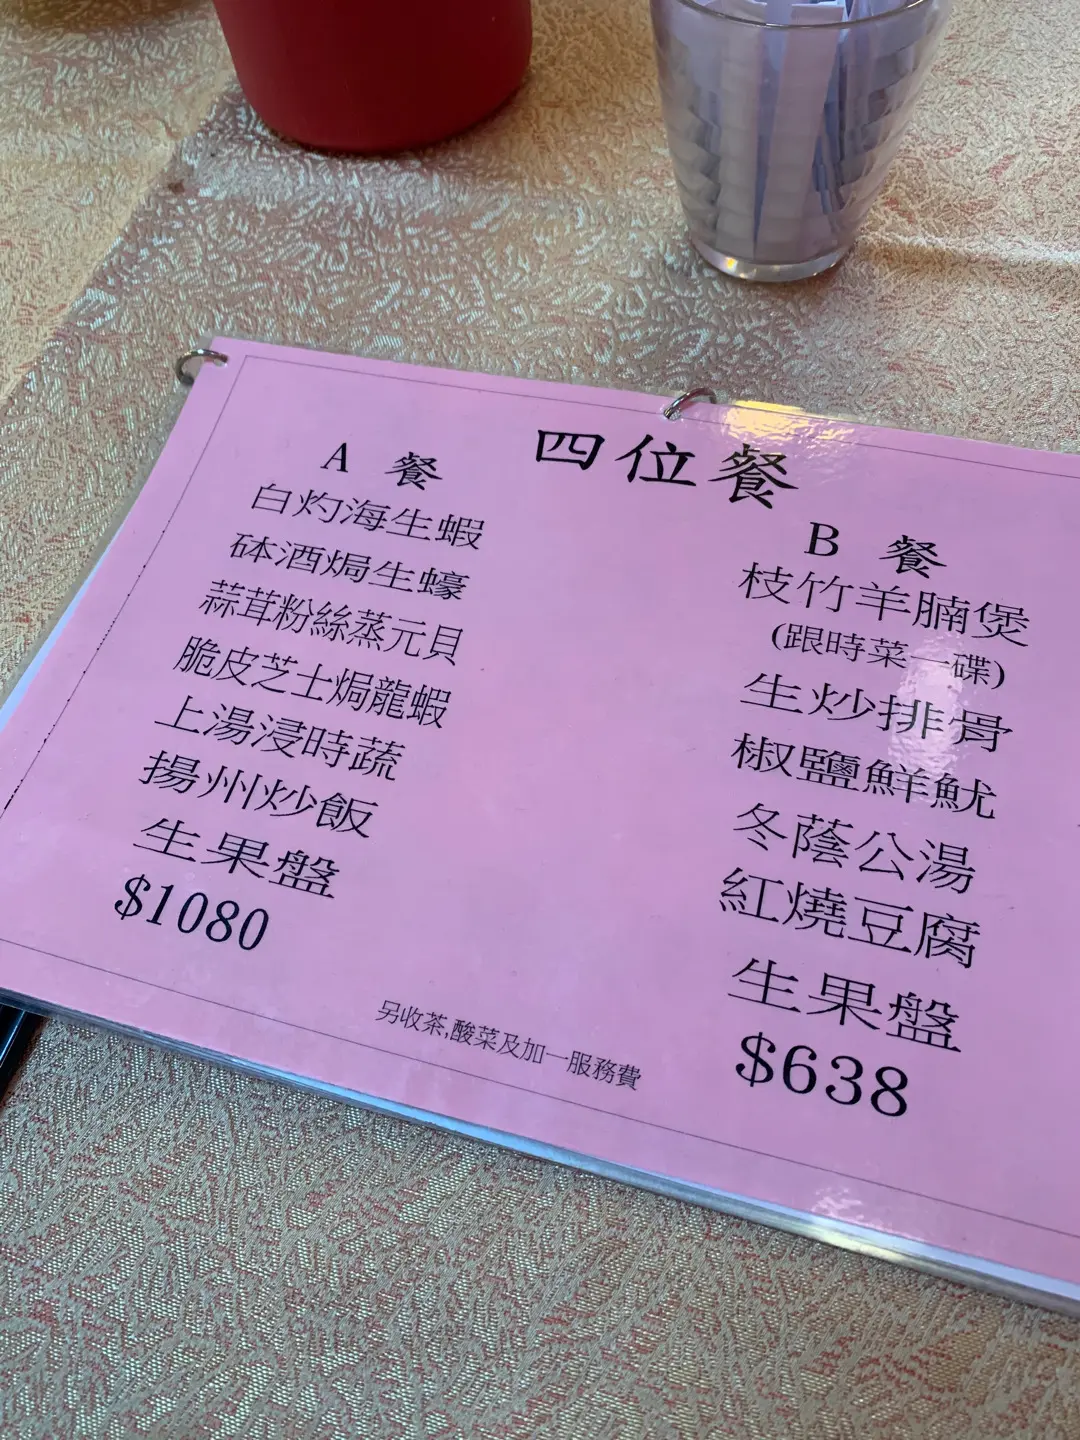 四位餐
A 餐
白灼海生蝦
砵酒焗生蠔
蒜茸粉絲蒸元貝
脆皮芝士焗龍蝦
上湯浸時蔬
揚州炒飯
生果盤
$1080
B 餐
枝竹羊腩煲
(跟時菜一碟)
生炒排骨
椒鹽鮮魷
冬蔭公湯
紅燒豆腐
生果盤
$638
另收茶,酸菜及加一服務費